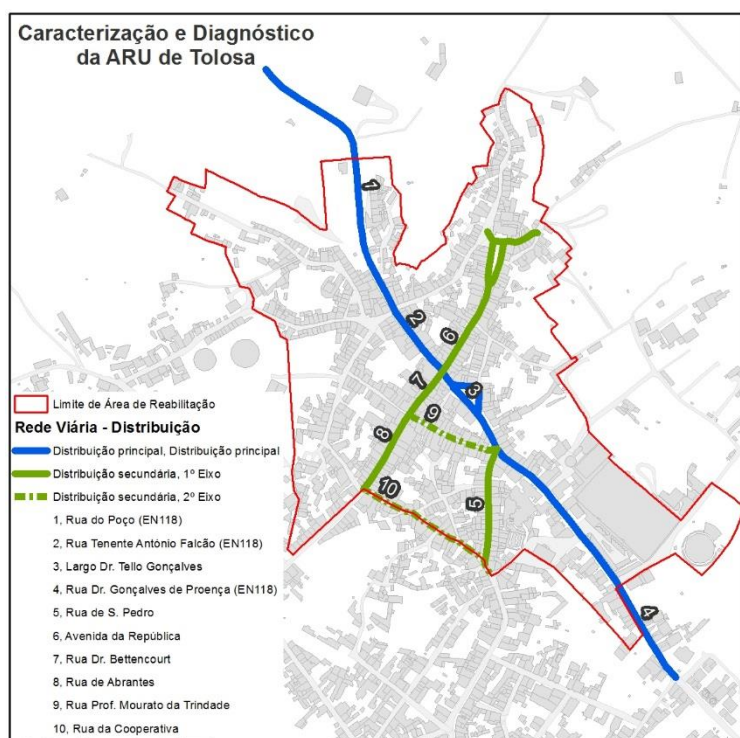 Caracterização e Diagnóstico
da ARU de Tolosa
1
2
6
3
7
9
8
10
5
4
Limite de Área de Reabilitação
Rede Viária - Distribuição
Distribuição principal, Distribuição principal
Distribuição secundária, 1º Eixo
Distribuição secundária, 2º Eixo
1, Rua do Poço (EN118)
2, Rua Tenente António Falcão (EN118)
3, Largo Dr. Tello Gonçalves
4, Rua Dr. Gonçalves de Proença (EN118)
5, Rua de S. Pedro
6, Avenida da República
7, Rua Dr. Bettencourt
8, Rua de Abrantes
9, Rua Prof. Mourato da Trindade
10, Rua da Cooperativa